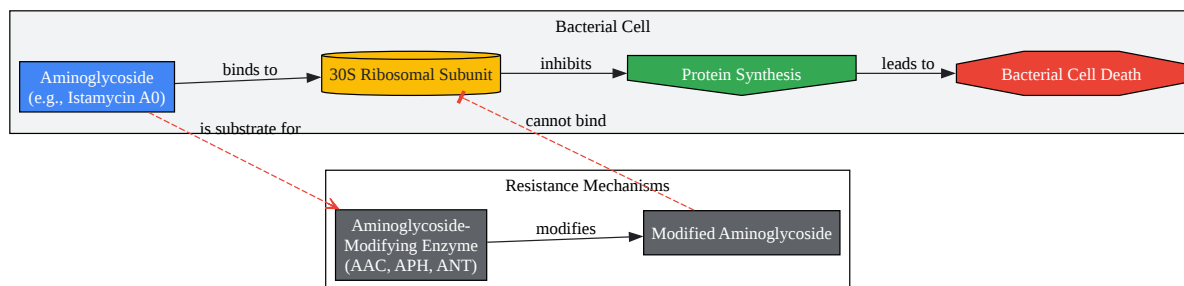 Bacterial Cell
Aminoglycoside
(e.g., Istamycin A0)
binds to
30S Ribosomal Subunit
inhibits
Protein Synthesis
leads to
Bacterial Cell Death
is substrate for
cannot bind
Resistance Mechanisms
Aminoglycoside-
Modifying Enzyme
(AAC, APH, ANT)
modifies
Modified Aminoglycoside